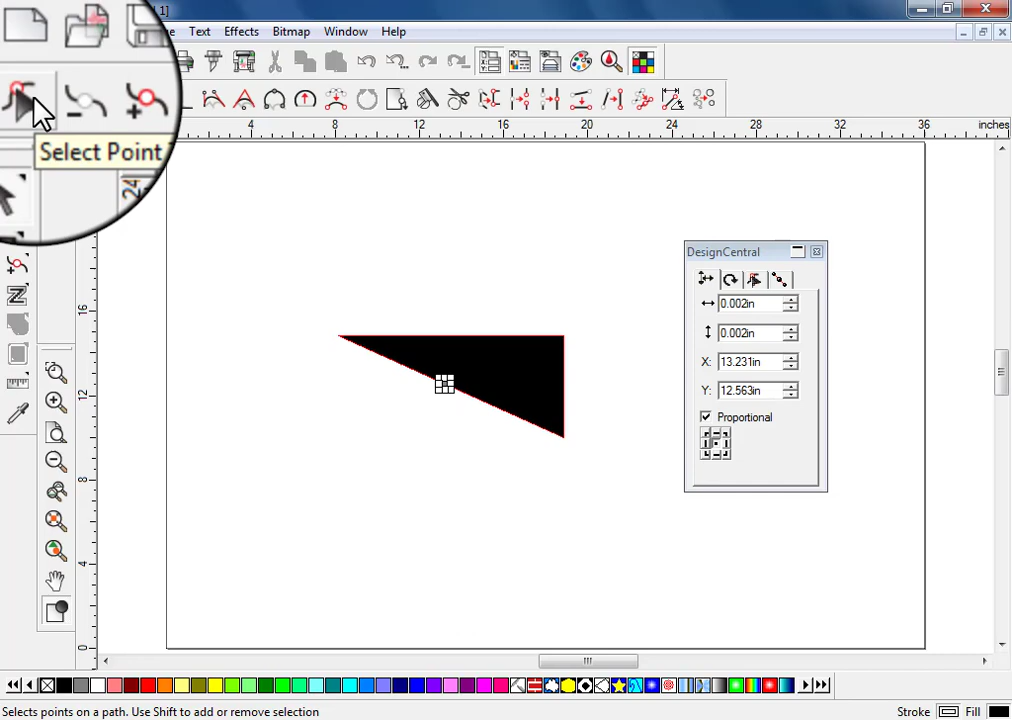 1]
Text Effects Bitmap Window Help
Select Point
4 8 12 16 20 24 28 32 36 inches
24
16
12
8
4
0
DesignCentral
0.002in
0.002in
X: 13.231in
Y: 12.563in
Proportional
Selects points on a path. Use Shift to add or remove selection
Stroke Fill